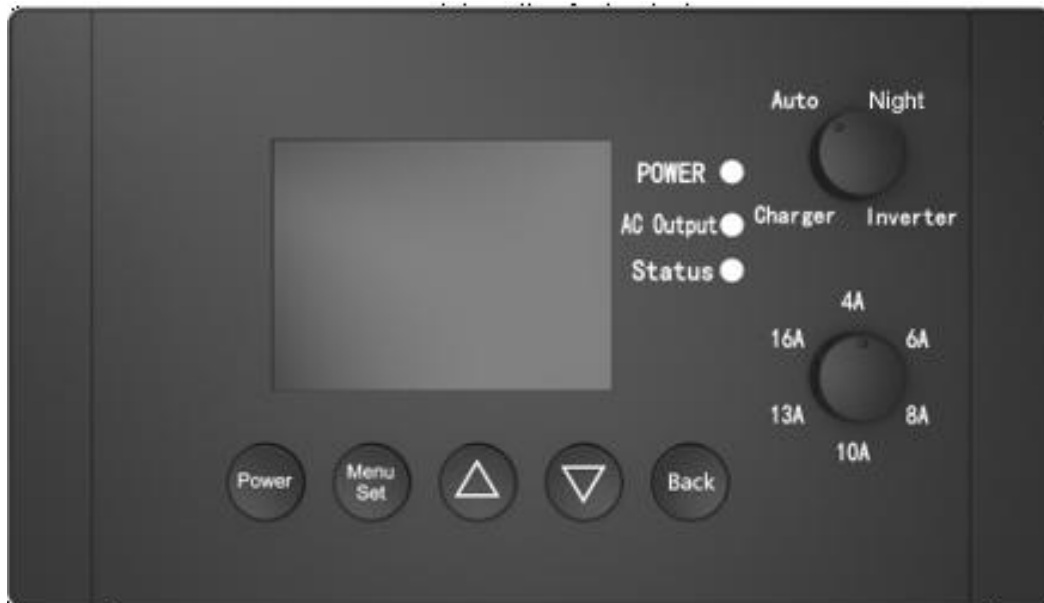 Auto Night
POWER
AC Output
Charger Inverter
Status
4A
16A 6A
13A 8A
10A
Power
Menu
Set
Back